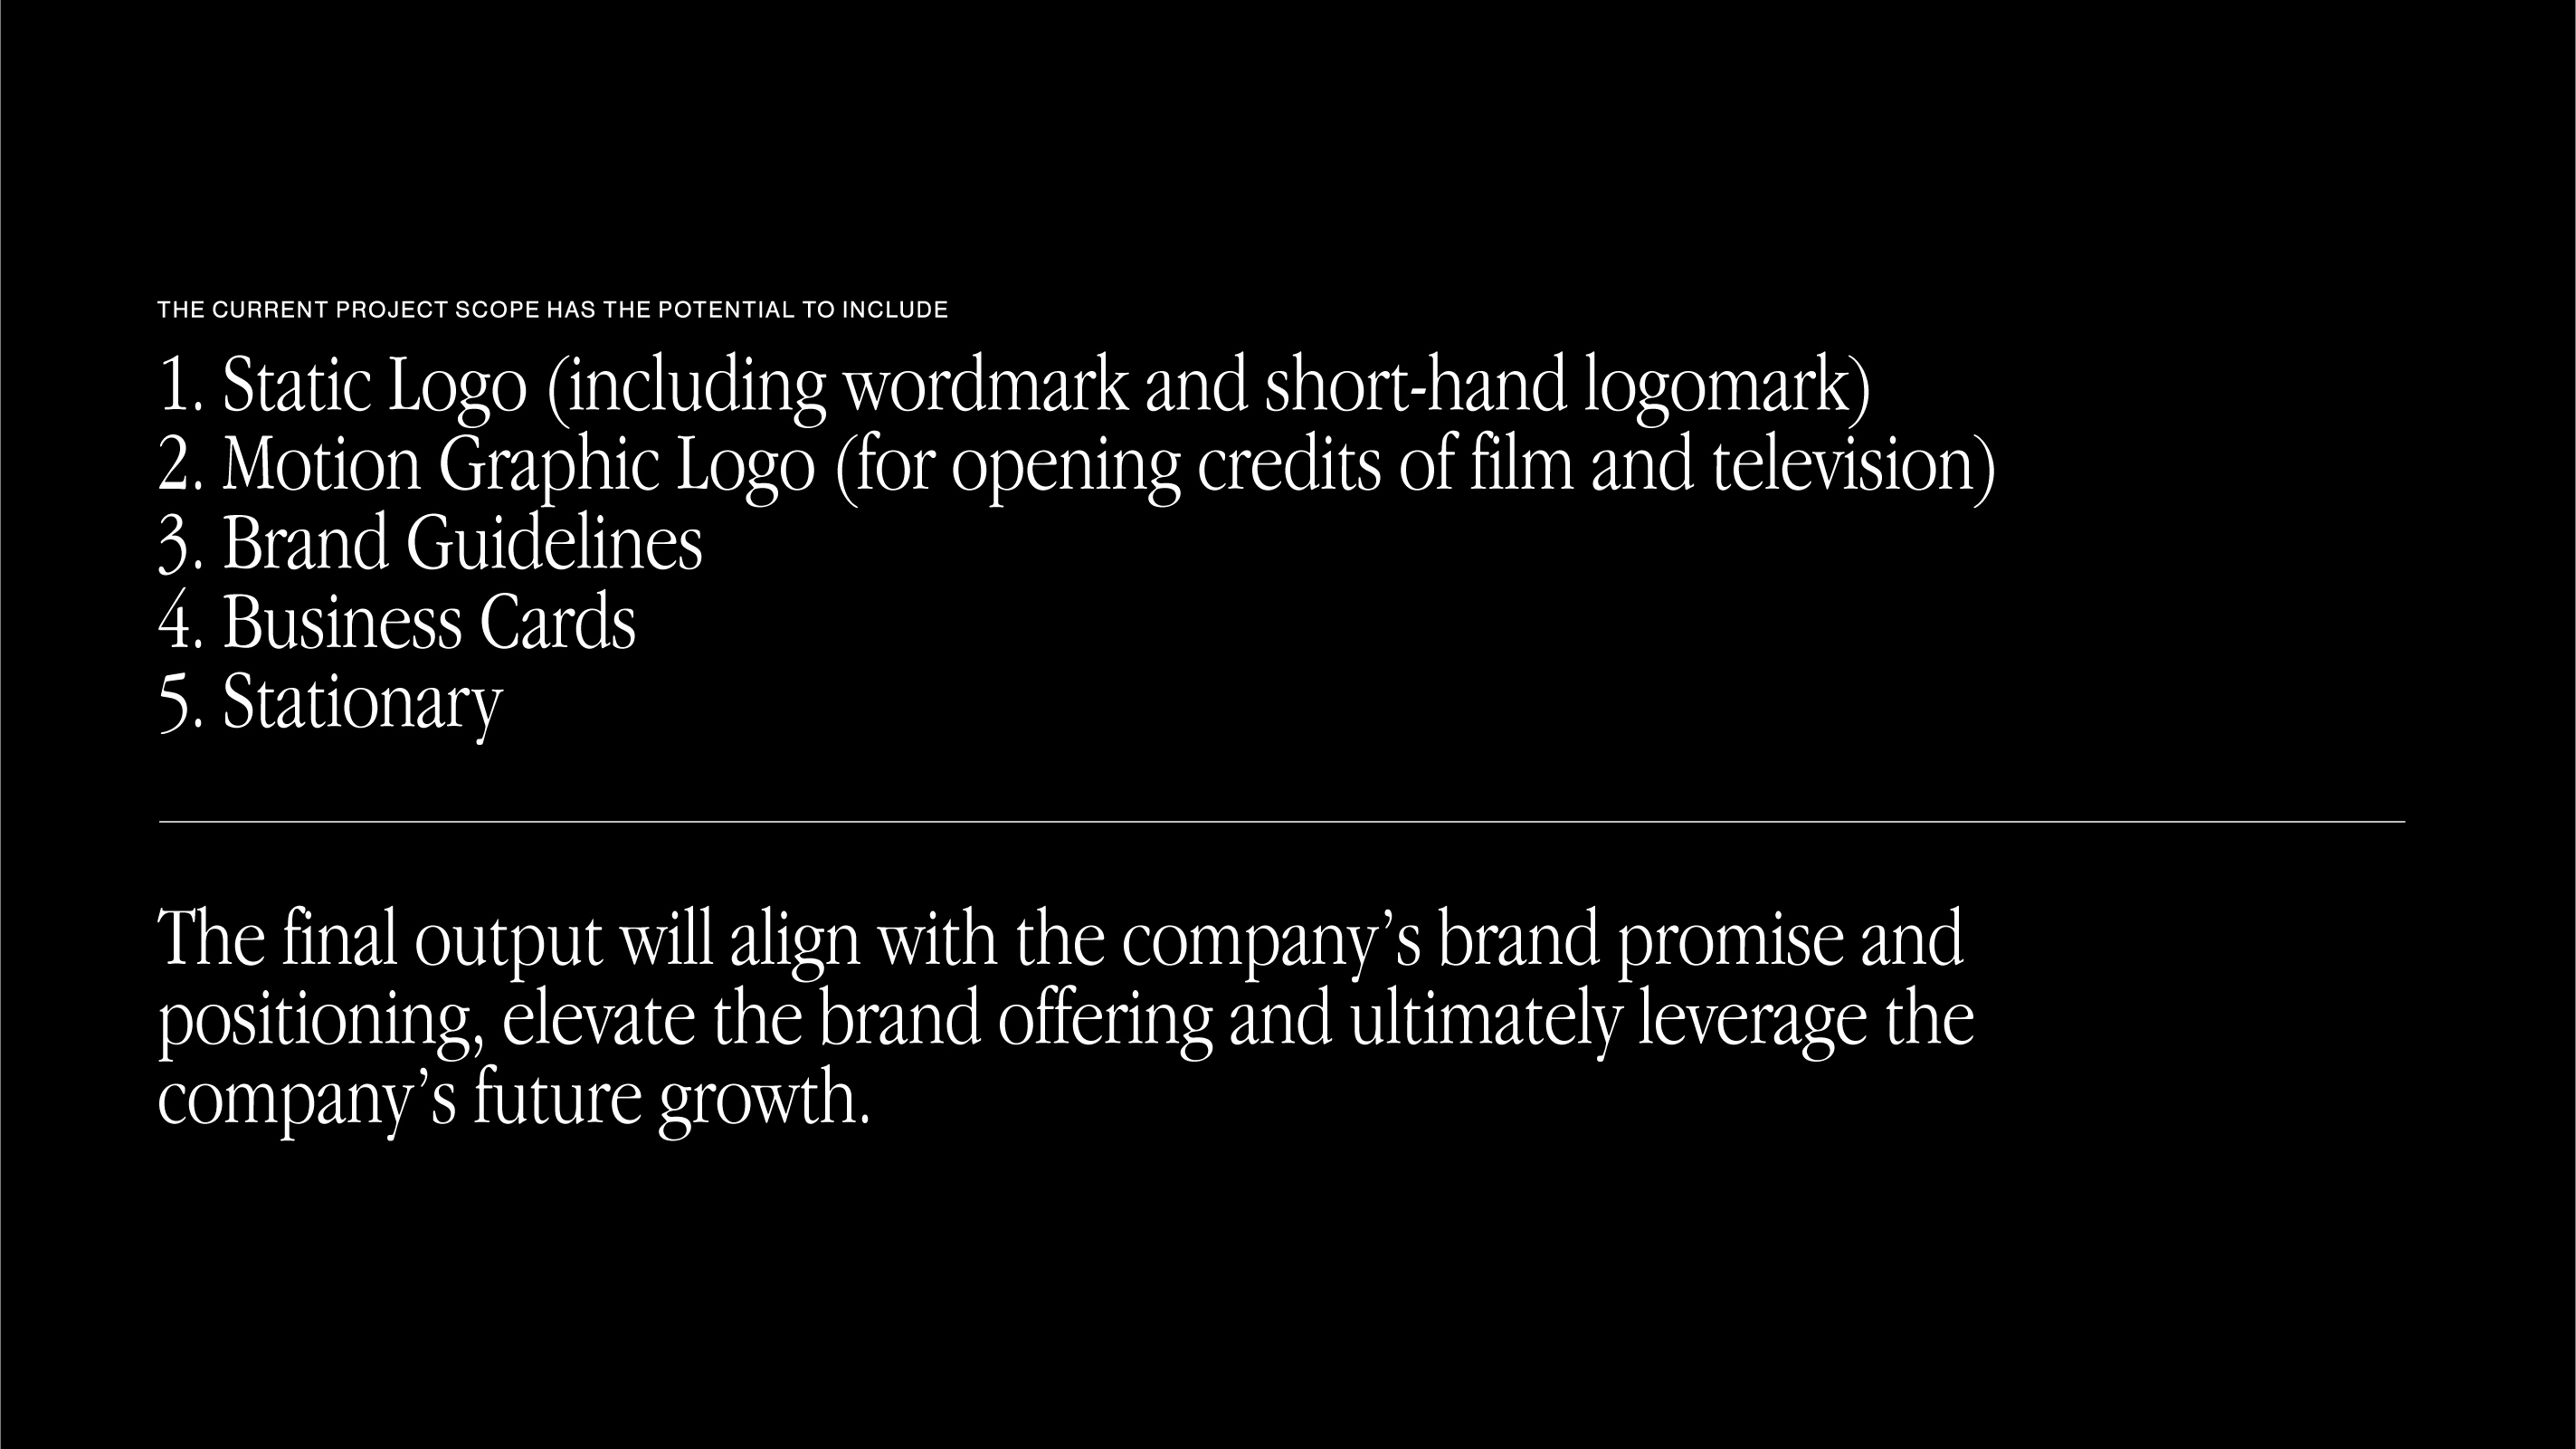 THE CURRENT PROJECT SCOPE HAS THE POTENTIAL TO INCLUDE
1. Static Logo (including wordmark and short-hand logomark)
2. Motion Graphic Logo (for opening credits of film and television)
3. Brand Guidelines
4. Business Cards
5. Stationary
The final output will align with the company’s brand promise and
positioning, elevate the brand offering and ultimately leverage the
company’s future growth.